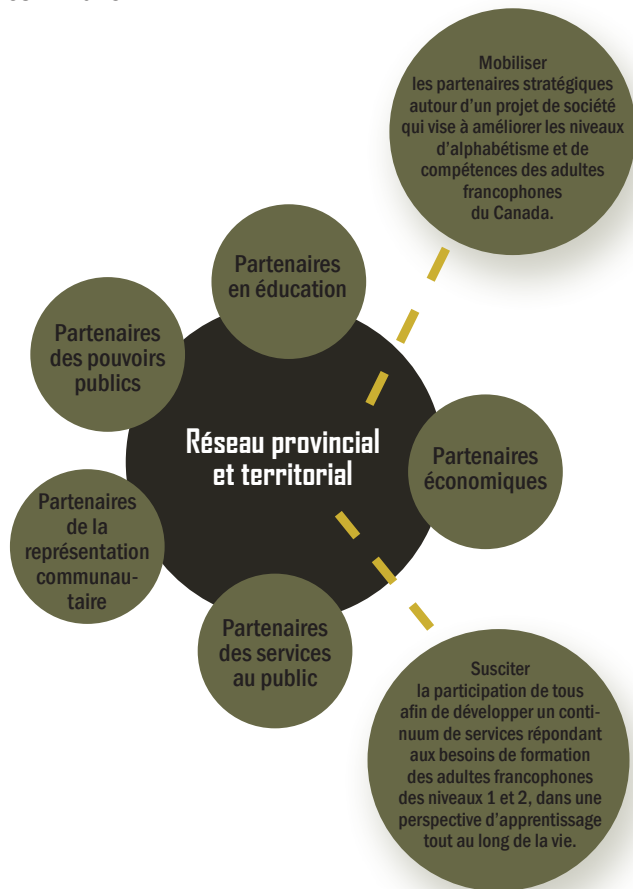 Mobiliser
les partenaires stratégiques
autour d'un projet de société
qui vise à améliorer les niveaux
d'alphabétisme et de
compétences des adultes
francophones
du Canada.
Partenaires
en éducation
Partenaires
des pouvoirs
publics
Réseau provincial
et territorial
Partenaires
économiques
Partenaires
de la
représentation
communau-
taire
Partenaires
des services
au public
Susciter
la participation de tous
afin de développer un conti-
nuum de services répondant
aux besoins de formation
des adultes francophones
des niveaux 1 et 2, dans une
perspective d'apprentissage
tout au long de la vie.